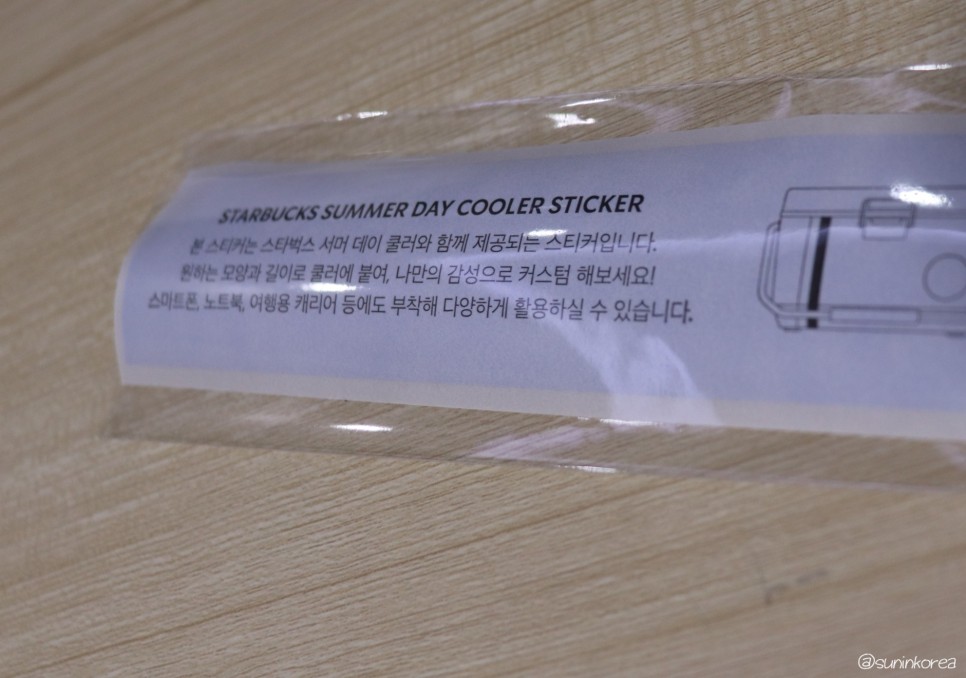 STARBUCKS SUMMER DAY COOLER STICKER
본 스티커는 스타벅스 서머 데이 쿨러와 함께 제공되는 스티커입니다.
원하는 모양과 길이로 쿨러에 붙여, 나만의 감성으로 커스텀 해보세요!
스마트폰, 노트북, 여행용 캐리어 등에도 부착해 다양하게 활용하실 수 있습니다.
@suninkorea